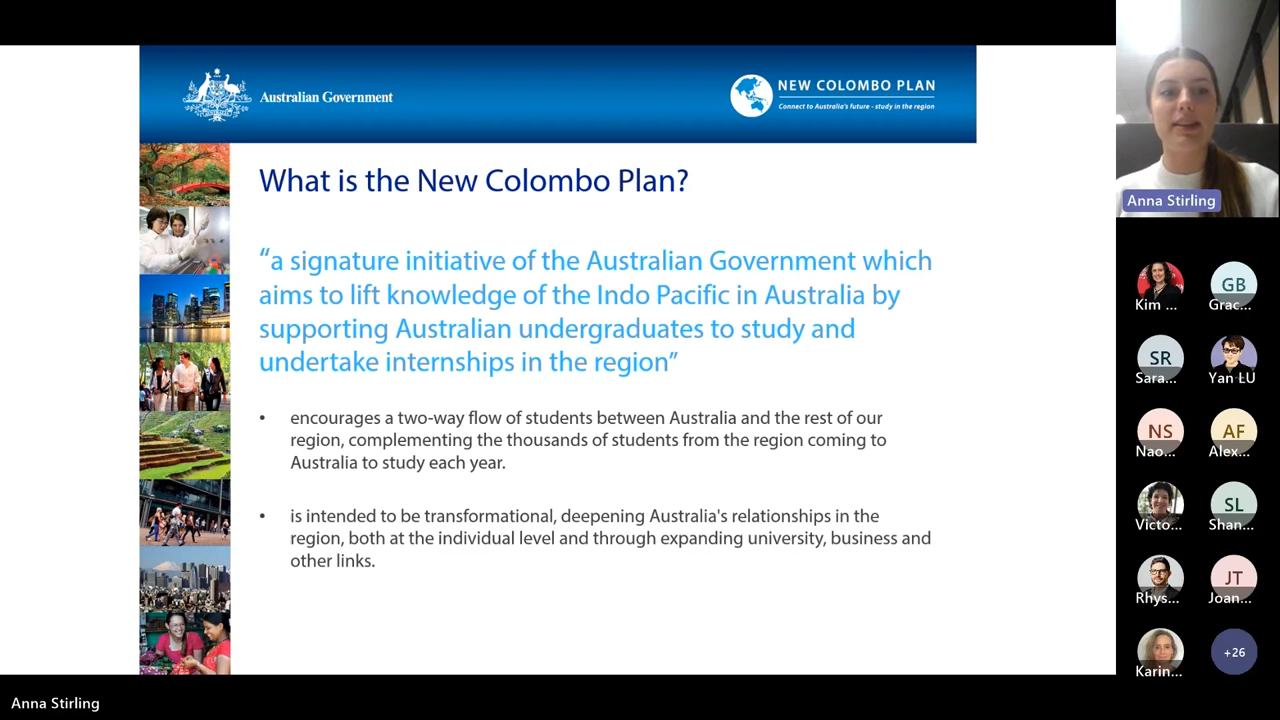 Australian Government
NEW COLOMBO PLAN
Connect to Australia's future - study in the region
What is the New Colombo Plan?
“a signature initiative of the Australian Government which
aims to lift knowledge of the Indo Pacific in Australia by
supporting Australian undergraduates to study and
undertake internships in the region”
• encourages a two-way flow of students between Australia and the rest of our
region, complementing the thousands of students from the region coming to
Australia to study each year.
• is intended to be transformational, deepening Australia's relationships in the
region, both at the individual level and through expanding university, business and
other links.
Anna Stirling
Kim ...
GB
Grac...
SR
Sara...
Yan LU
NS
Nao...
AF
Alex...
Victo...
SL
Shan...
Rhys...
JT
Joan...
Karin...
+26
Anna Stirling